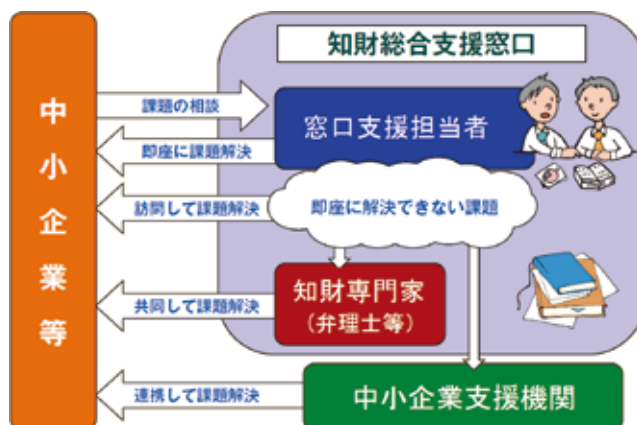 知財総合支援窓口
中小企業等
課題の相談
窓口支援担当者
即座に課題解決
訪問して課題解決
即座に解決できない課題
知財専門家
（弁理士等）
共同して課題解決
中小企業支援機関
連携して課題解決